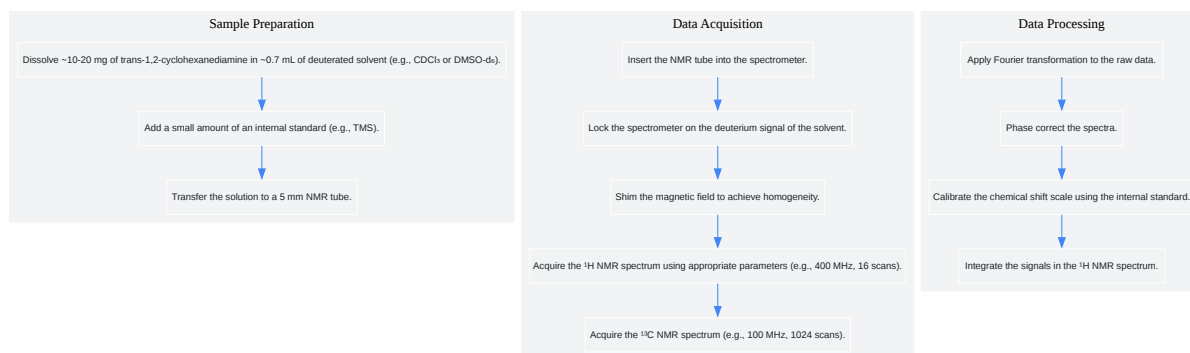 Sample Preparation
Dissolve ~10-20 mg of trans-1,2-cyclohexanediamine in ~0.7 mL of deuterated solvent (e.g., CDCl₃ or DMSO-d₆).
Add a small amount of an internal standard (e.g., TMS).
Transfer the solution to a 5 mm NMR tube.
Data Acquisition
Insert the NMR tube into the spectrometer.
Lock the spectrometer on the deuterium signal of the solvent.
Shim the magnetic field to achieve homogeneity.
Acquire the ¹H NMR spectrum using appropriate parameters (e.g., 400 MHz, 16 scans).
Acquire the ¹³C NMR spectrum (e.g., 100 MHz, 1024 scans).
Data Processing
Apply Fourier transformation to the raw data.
Phase correct the spectra.
Calibrate the chemical shift scale using the internal standard.
Integrate the signals in the ¹H NMR spectrum.